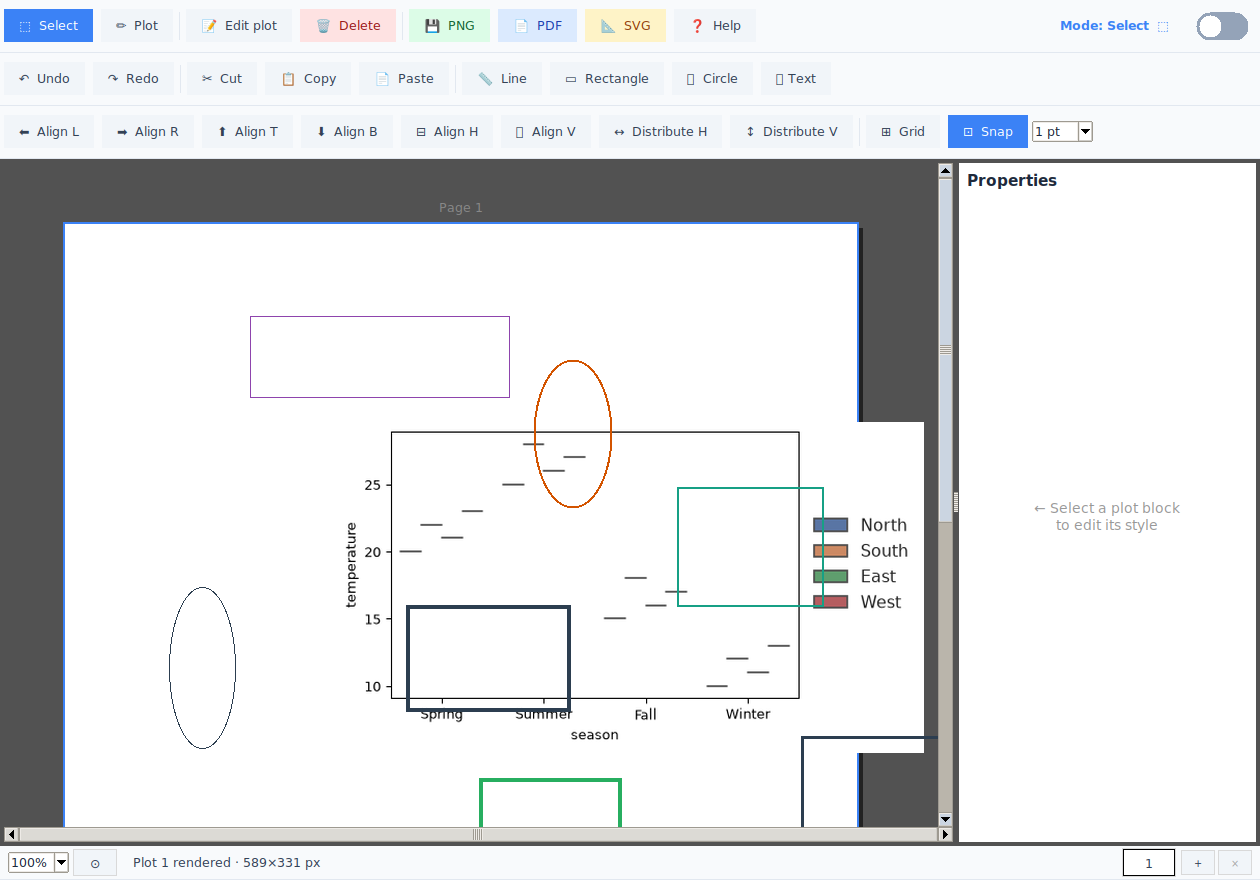 Select Plot Edit plot Delete PNG PDF SVG Help Mode: Select
Undo Redo Cut Copy Paste Line Rectangle Circle Text
Align L Align R Align T Align B Align H Align V Distribute H Distribute V Grid Snap 1 pt
Properties
Page 1
← Select a plot block
to edit its style
25
20
15
10
temperature
North
South
East
West
Spring Summer Fall Winter
season
100% Plot 1 rendered · 589×331 px 1 + ×